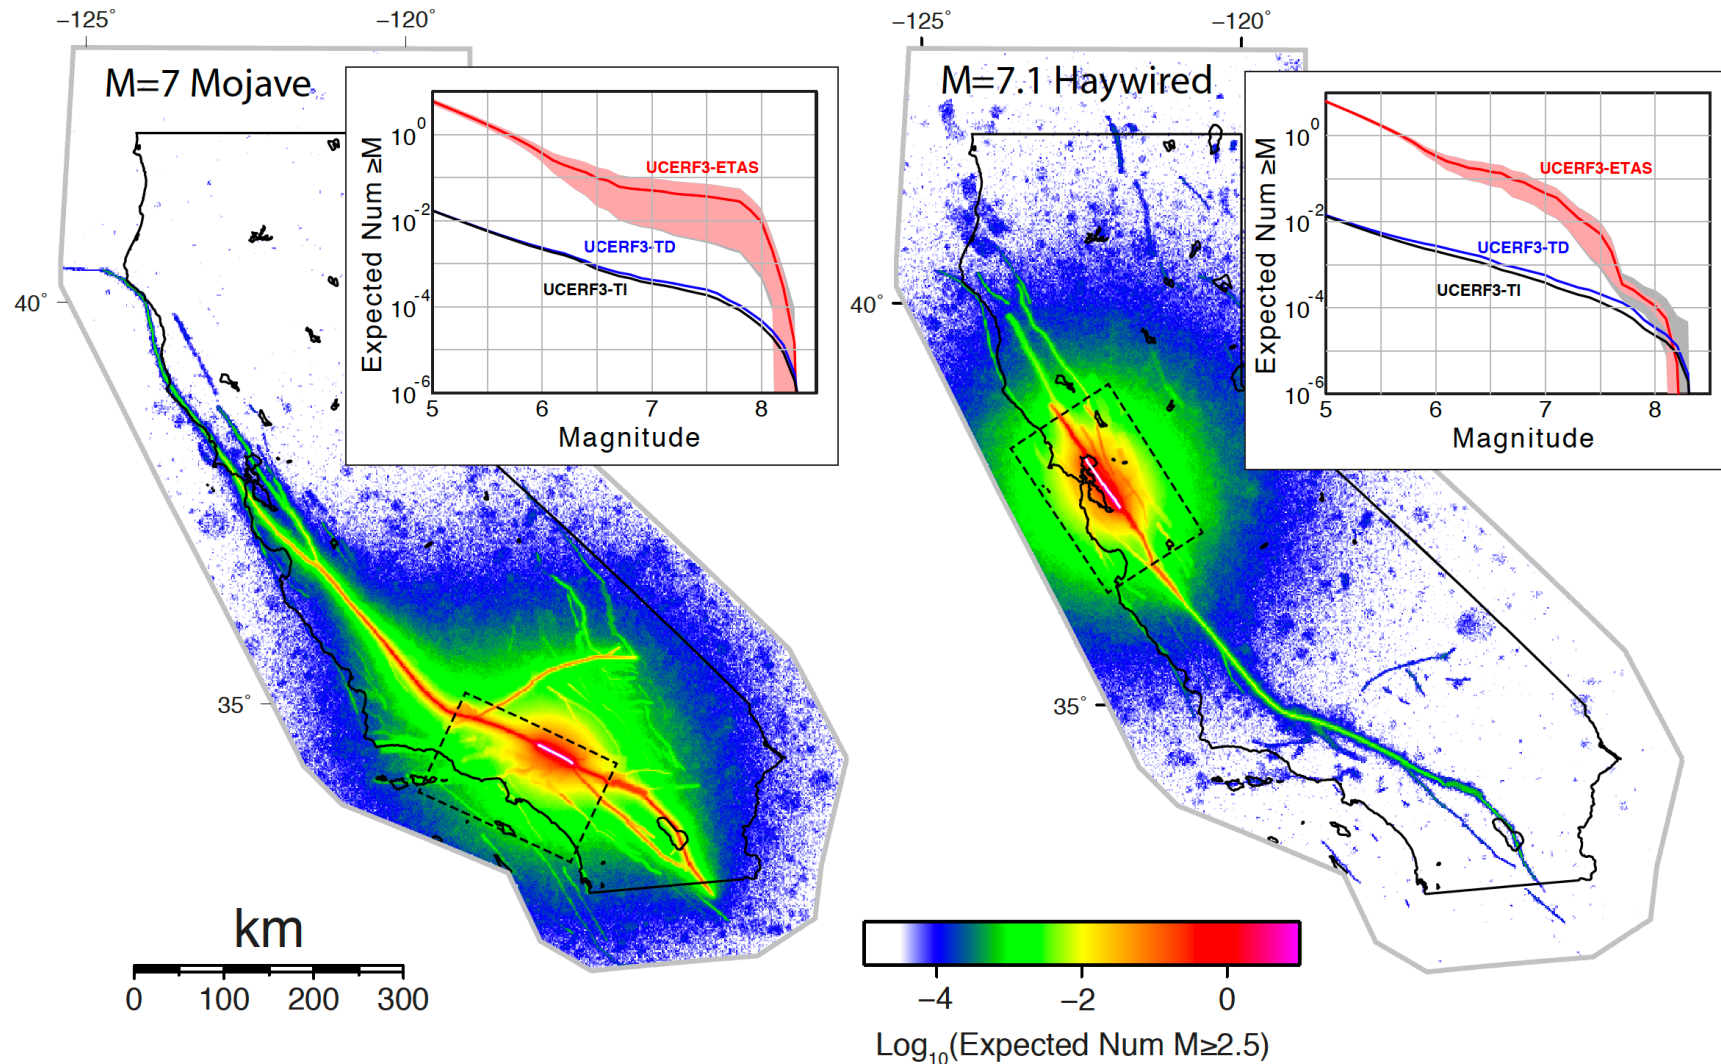 −125° −120°
M=7 Mojave
40°
35°
Expected Num ≥M
10^0
10^-2
10^-4
10^-6
UCERF3-ETAS
UCERF3-TD
UCERF3-TI
5 6 7 8
Magnitude
km
0 100 200 300
−125° −120°
M=7.1 Haywired
40°
35°
Expected Num ≥M
10^0
10^-2
10^-4
10^-6
UCERF3-ETAS
UCERF3-TD
UCERF3-TI
5 6 7 8
Magnitude
−4 −2 0
Log₁₀(Expected Num M≥2.5)